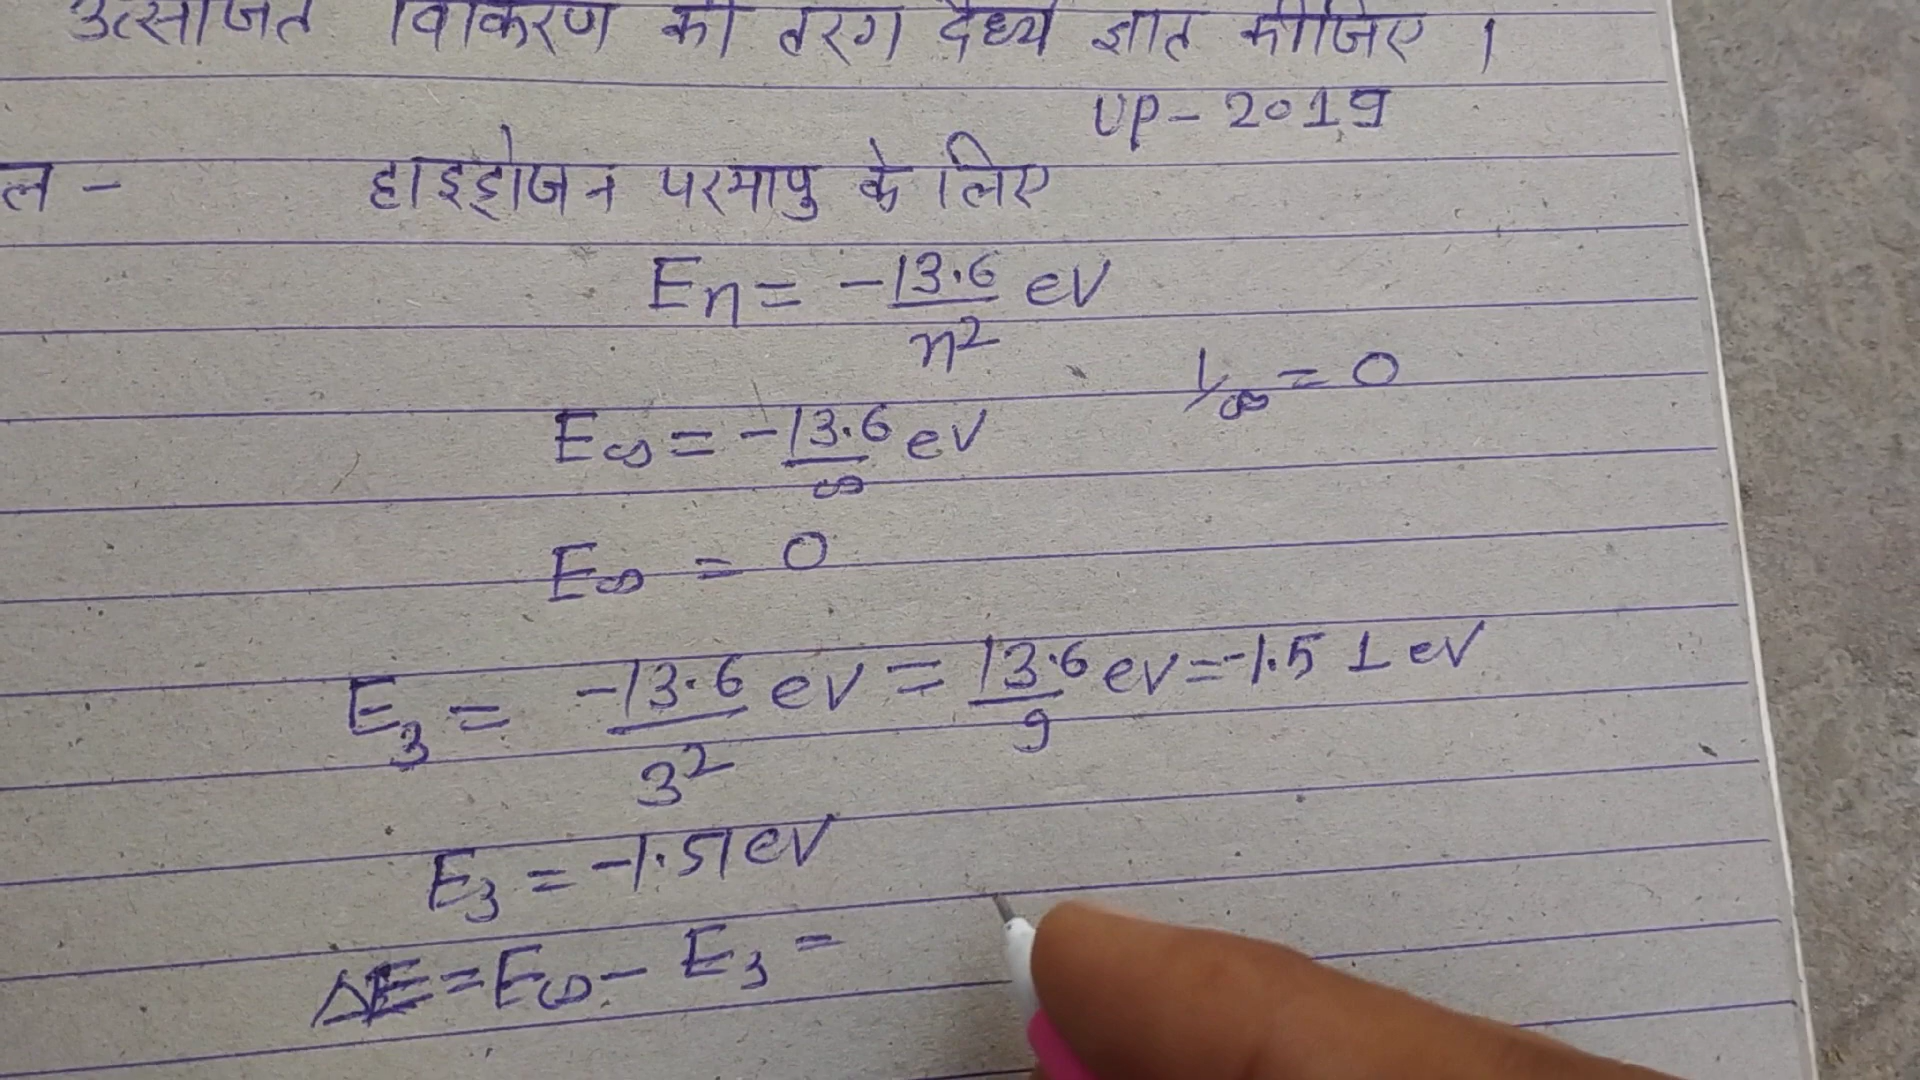 उत्सर्जित विकिरण की तरंग दैर्ध्य ज्ञात कीजिए ।
UP - 2019
ल - हाइड्रोजन परमाणु के लिए
En = -13.6/n² eV
1/∞ = 0
E∞ = -13.6/∞ eV
E∞ = 0
E₃ = -13.6/3² eV = 13.6/9 eV = -1.51 eV
E₃ = -1.51 eV
ΔE = E∞ - E₃ =